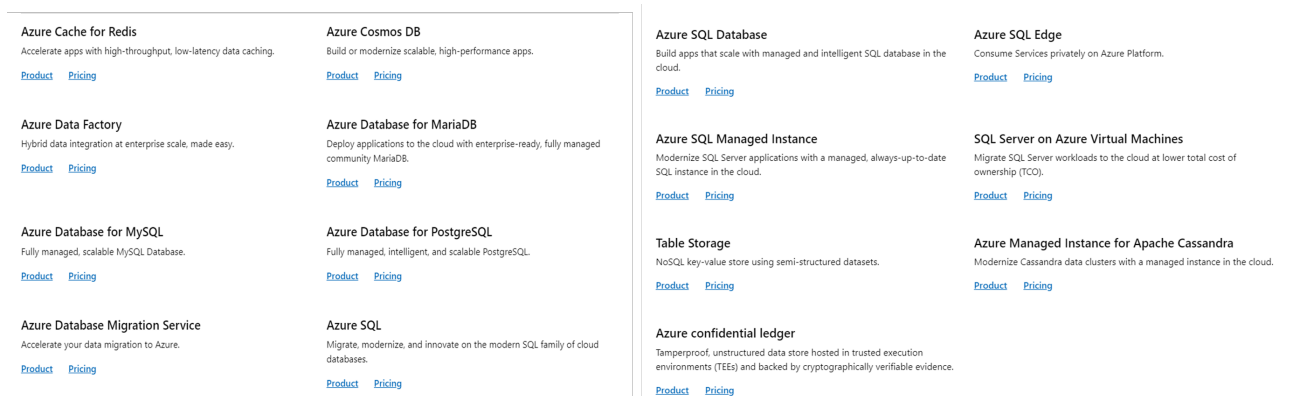 Azure Cache for Redis
Accelerate apps with high-throughput, low-latency data caching.
Product Pricing
Azure Cosmos DB
Build or modernize scalable, high-performance apps.
Product Pricing
Azure Data Factory
Hybrid data integration at enterprise scale, made easy.
Product Pricing
Azure Database for MariaDB
Deploy applications to the cloud with enterprise-ready, fully managed
community MariaDB.
Product Pricing
Azure Database for MySQL
Fully managed, scalable MySQL Database.
Product Pricing
Azure Database for PostgreSQL
Fully managed, intelligent, and scalable PostgreSQL.
Product Pricing
Azure Database Migration Service
Accelerate your data migration to Azure.
Product Pricing
Azure SQL
Migrate, modernize, and innovate on the modern SQL family of cloud
databases.
Product Pricing
Azure SQL Database
Build apps that scale with managed and intelligent SQL database in the
cloud.
Product Pricing
Azure SQL Edge
Consume Services privately on Azure Platform.
Product Pricing
Azure SQL Managed Instance
Modernize SQL Server applications with a managed, always-up-to-date
SQL instance in the cloud.
Product Pricing
SQL Server on Azure Virtual Machines
Migrate SQL Server workloads to the cloud at lower total cost of
ownership (TCO).
Product Pricing
Table Storage
NoSQL key-value store using semi-structured datasets.
Product Pricing
Azure Managed Instance for Apache Cassandra
Modernize Cassandra data clusters with a managed instance in the cloud.
Product Pricing
Azure confidential ledger
Tamperproof, unstructured data store hosted in trusted execution
environments (TEEs) and backed by cryptographically verifiable evidence.
Product Pricing